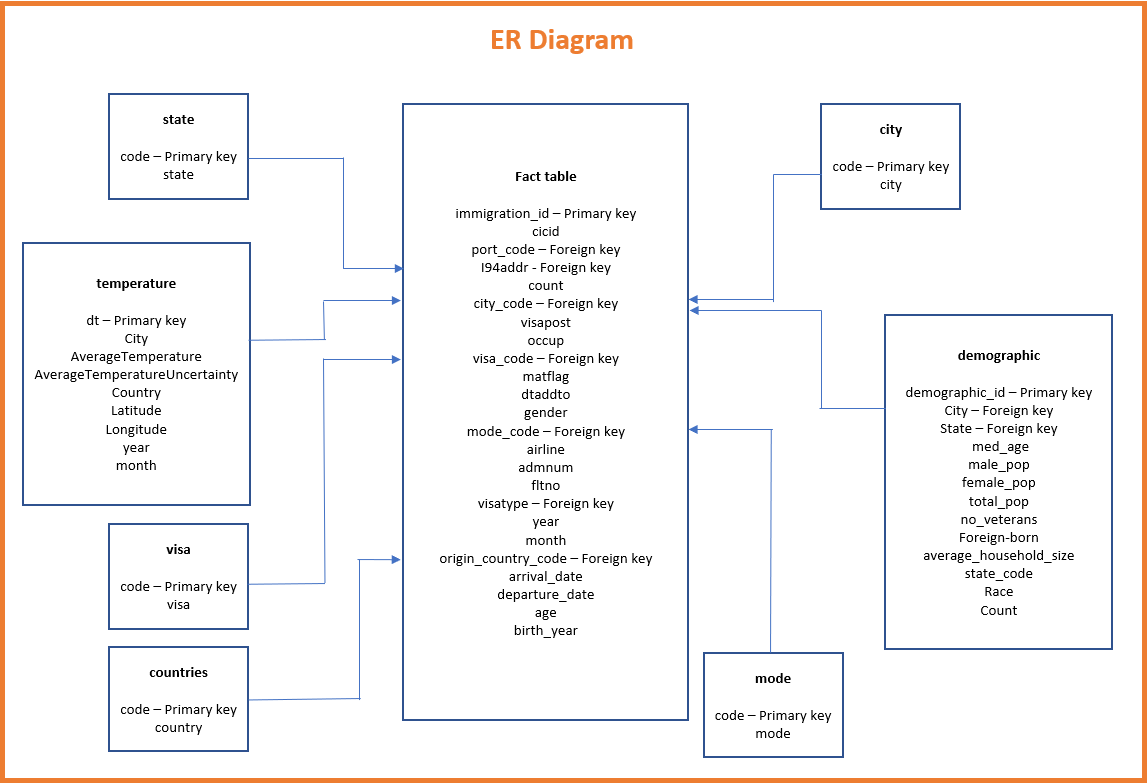 ER Diagram
state
code – Primary key
state
temperature
dt – Primary key
City
AverageTemperature
AverageTemperatureUncertainty
Country
Latitude
Longitude
year
month
visa
code – Primary key
visa
countries
code – Primary key
country
Fact table
immigration_id – Primary key
cicid
port_code – Foreign key
I94addr - Foreign key
count
city_code – Foreign key
visapost
occup
visa_code – Foreign key
matflag
dtaddto
gender
mode_code – Foreign key
airline
admnum
fltno
visatype – Foreign key
year
month
origin_country_code – Foreign key
arrival_date
departure_date
age
birth_year
city
code – Primary key
city
demographic
demographic_id – Primary key
City – Foreign key
State – Foreign key
med_age
male_pop
female_pop
total_pop
no_veterans
Foreign-born
average_household_size
state_code
Race
Count
mode
code – Primary key
mode